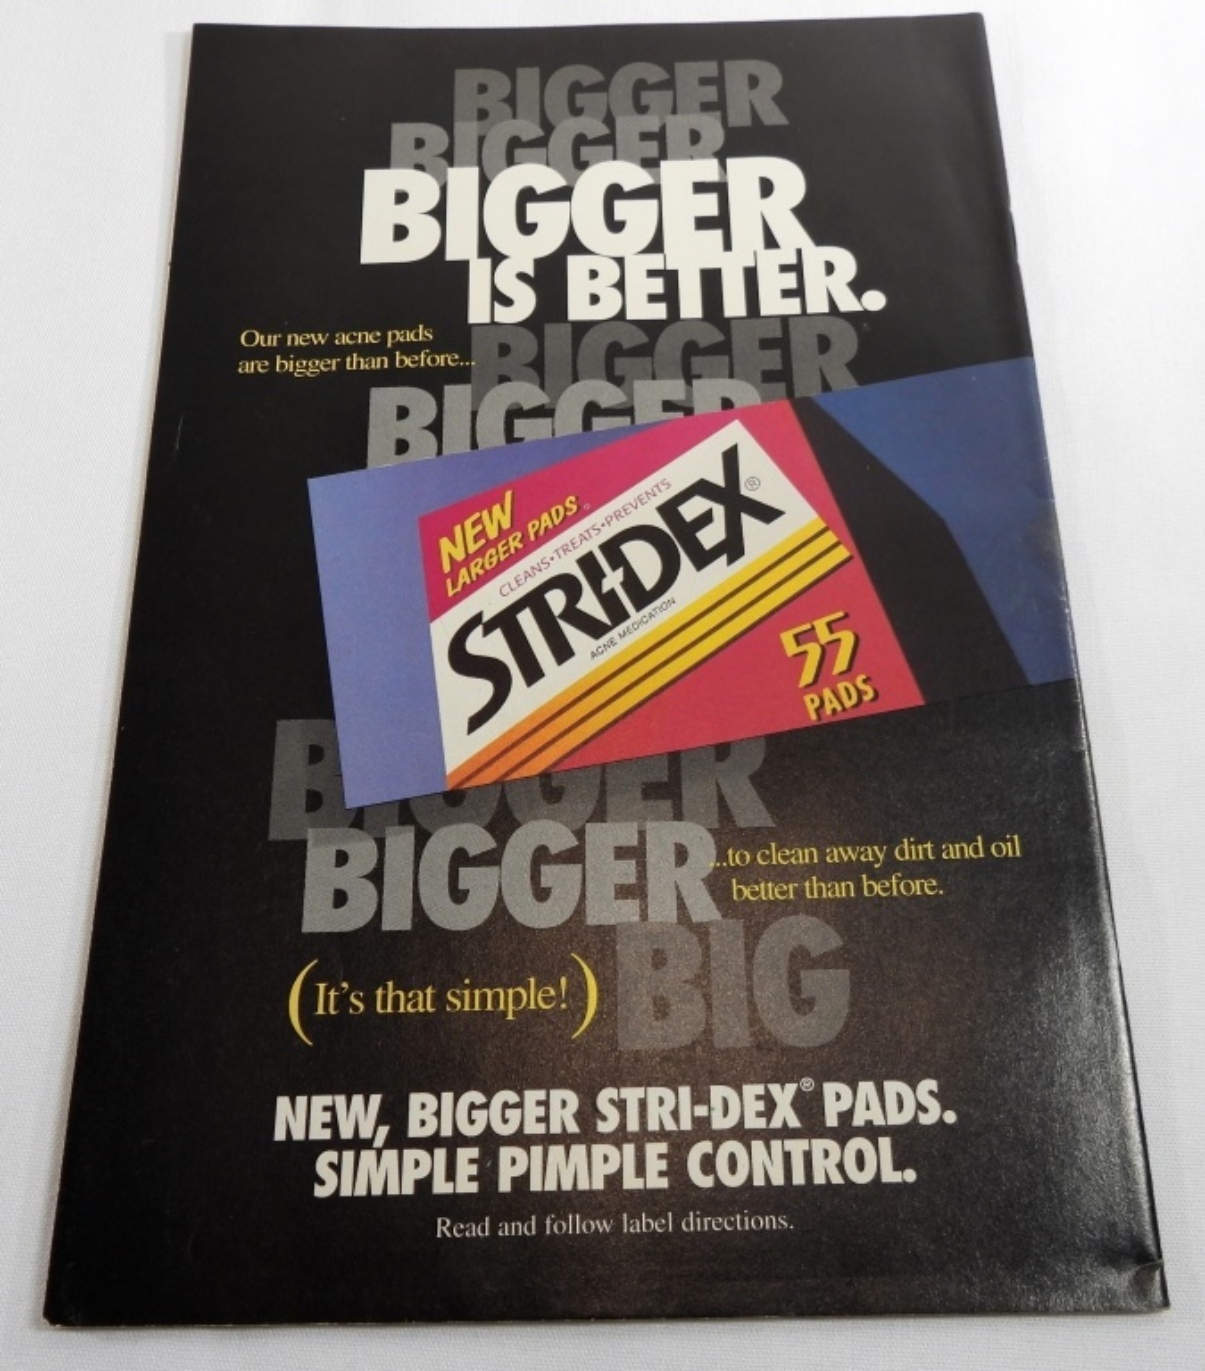 BIGGER
BIGGER
BIGGER
IS BETTER.
Our new acne pads
are bigger than before...
BIGGER
BIGGER
NEW
LARGER PADS
CLEANS•TREATS•PREVENTS
STRI-DEX®
ACNE MEDICATION
55
PADS
BIGGER
BIGGER
...to clean away dirt and oil
better than before.
BIG
(It's that simple!)
NEW, BIGGER STRI-DEX® PADS.
SIMPLE PIMPLE CONTROL.
Read and follow label directions.